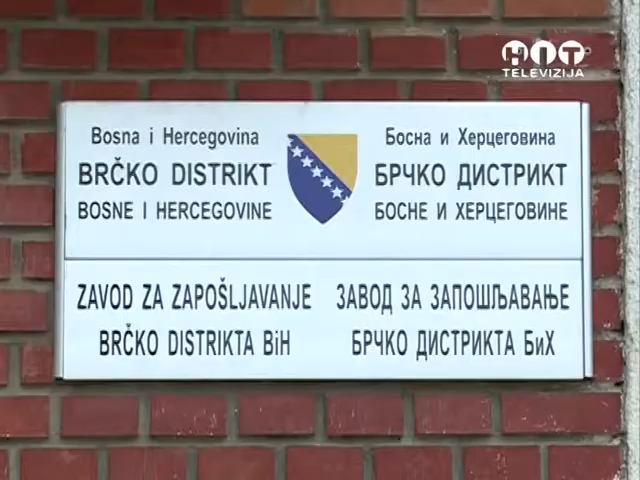 HIT
TELEVIZIJA
Bosna i Hercegovina
BRČKO DISTRIKT
BOSNE I HERCEGOVINE
Босна и Херцеговина
БРЧКО ДИСТРИКТ
БОСНЕ И ХЕРЦЕГОВИНЕ
ZAVOD ZA ZAPOŠLJAVANJE
BRČKO DISTRIKTA BiH
ЗАВОД ЗА ЗАПОШЉАВАЊЕ
БРЧКО ДИСТРИКТА БиХ